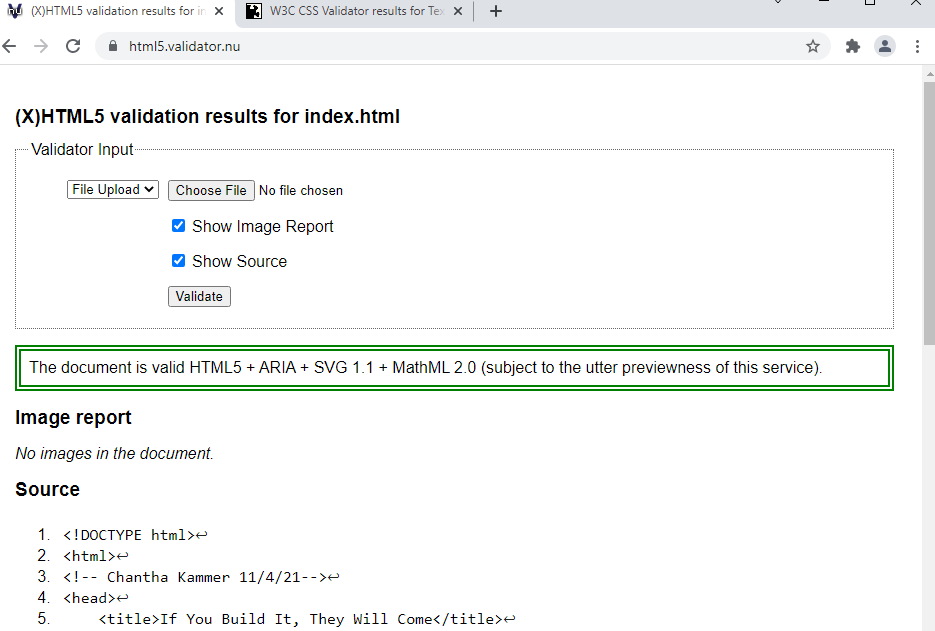 (X)HTML5 validation results for in
W3C CSS Validator results for Tex
html5.validator.nu
(X)HTML5 validation results for index.html
Validator Input
File Upload Choose File No file chosen
Show Image Report
Show Source
Validate
The document is valid HTML5 + ARIA + SVG 1.1 + MathML 2.0 (subject to the utter previewness of this service).
Image report
No images in the document.
Source
1. <!DOCTYPE html>↩
2. <html>↩
3. <!-- Chantha Kammer 11/4/21-->↩
4. <head>↩
5. <title>If You Build It, They Will Come</title>↩